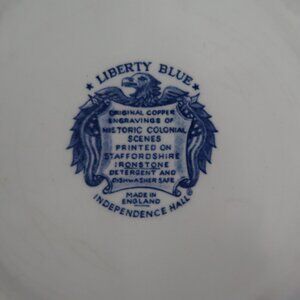 ★ LIBERTY BLUE ★
ORIGINAL COPPER
ENGRAVINGS OF
HISTORIC COLONIAL
SCENES
PRINTED ON
STAFFORDSHIRE
IRONSTONE
DETERGENT AND
DISHWASHER SAFE
MADE IN
ENGLAND
INDEPENDENCE HALL